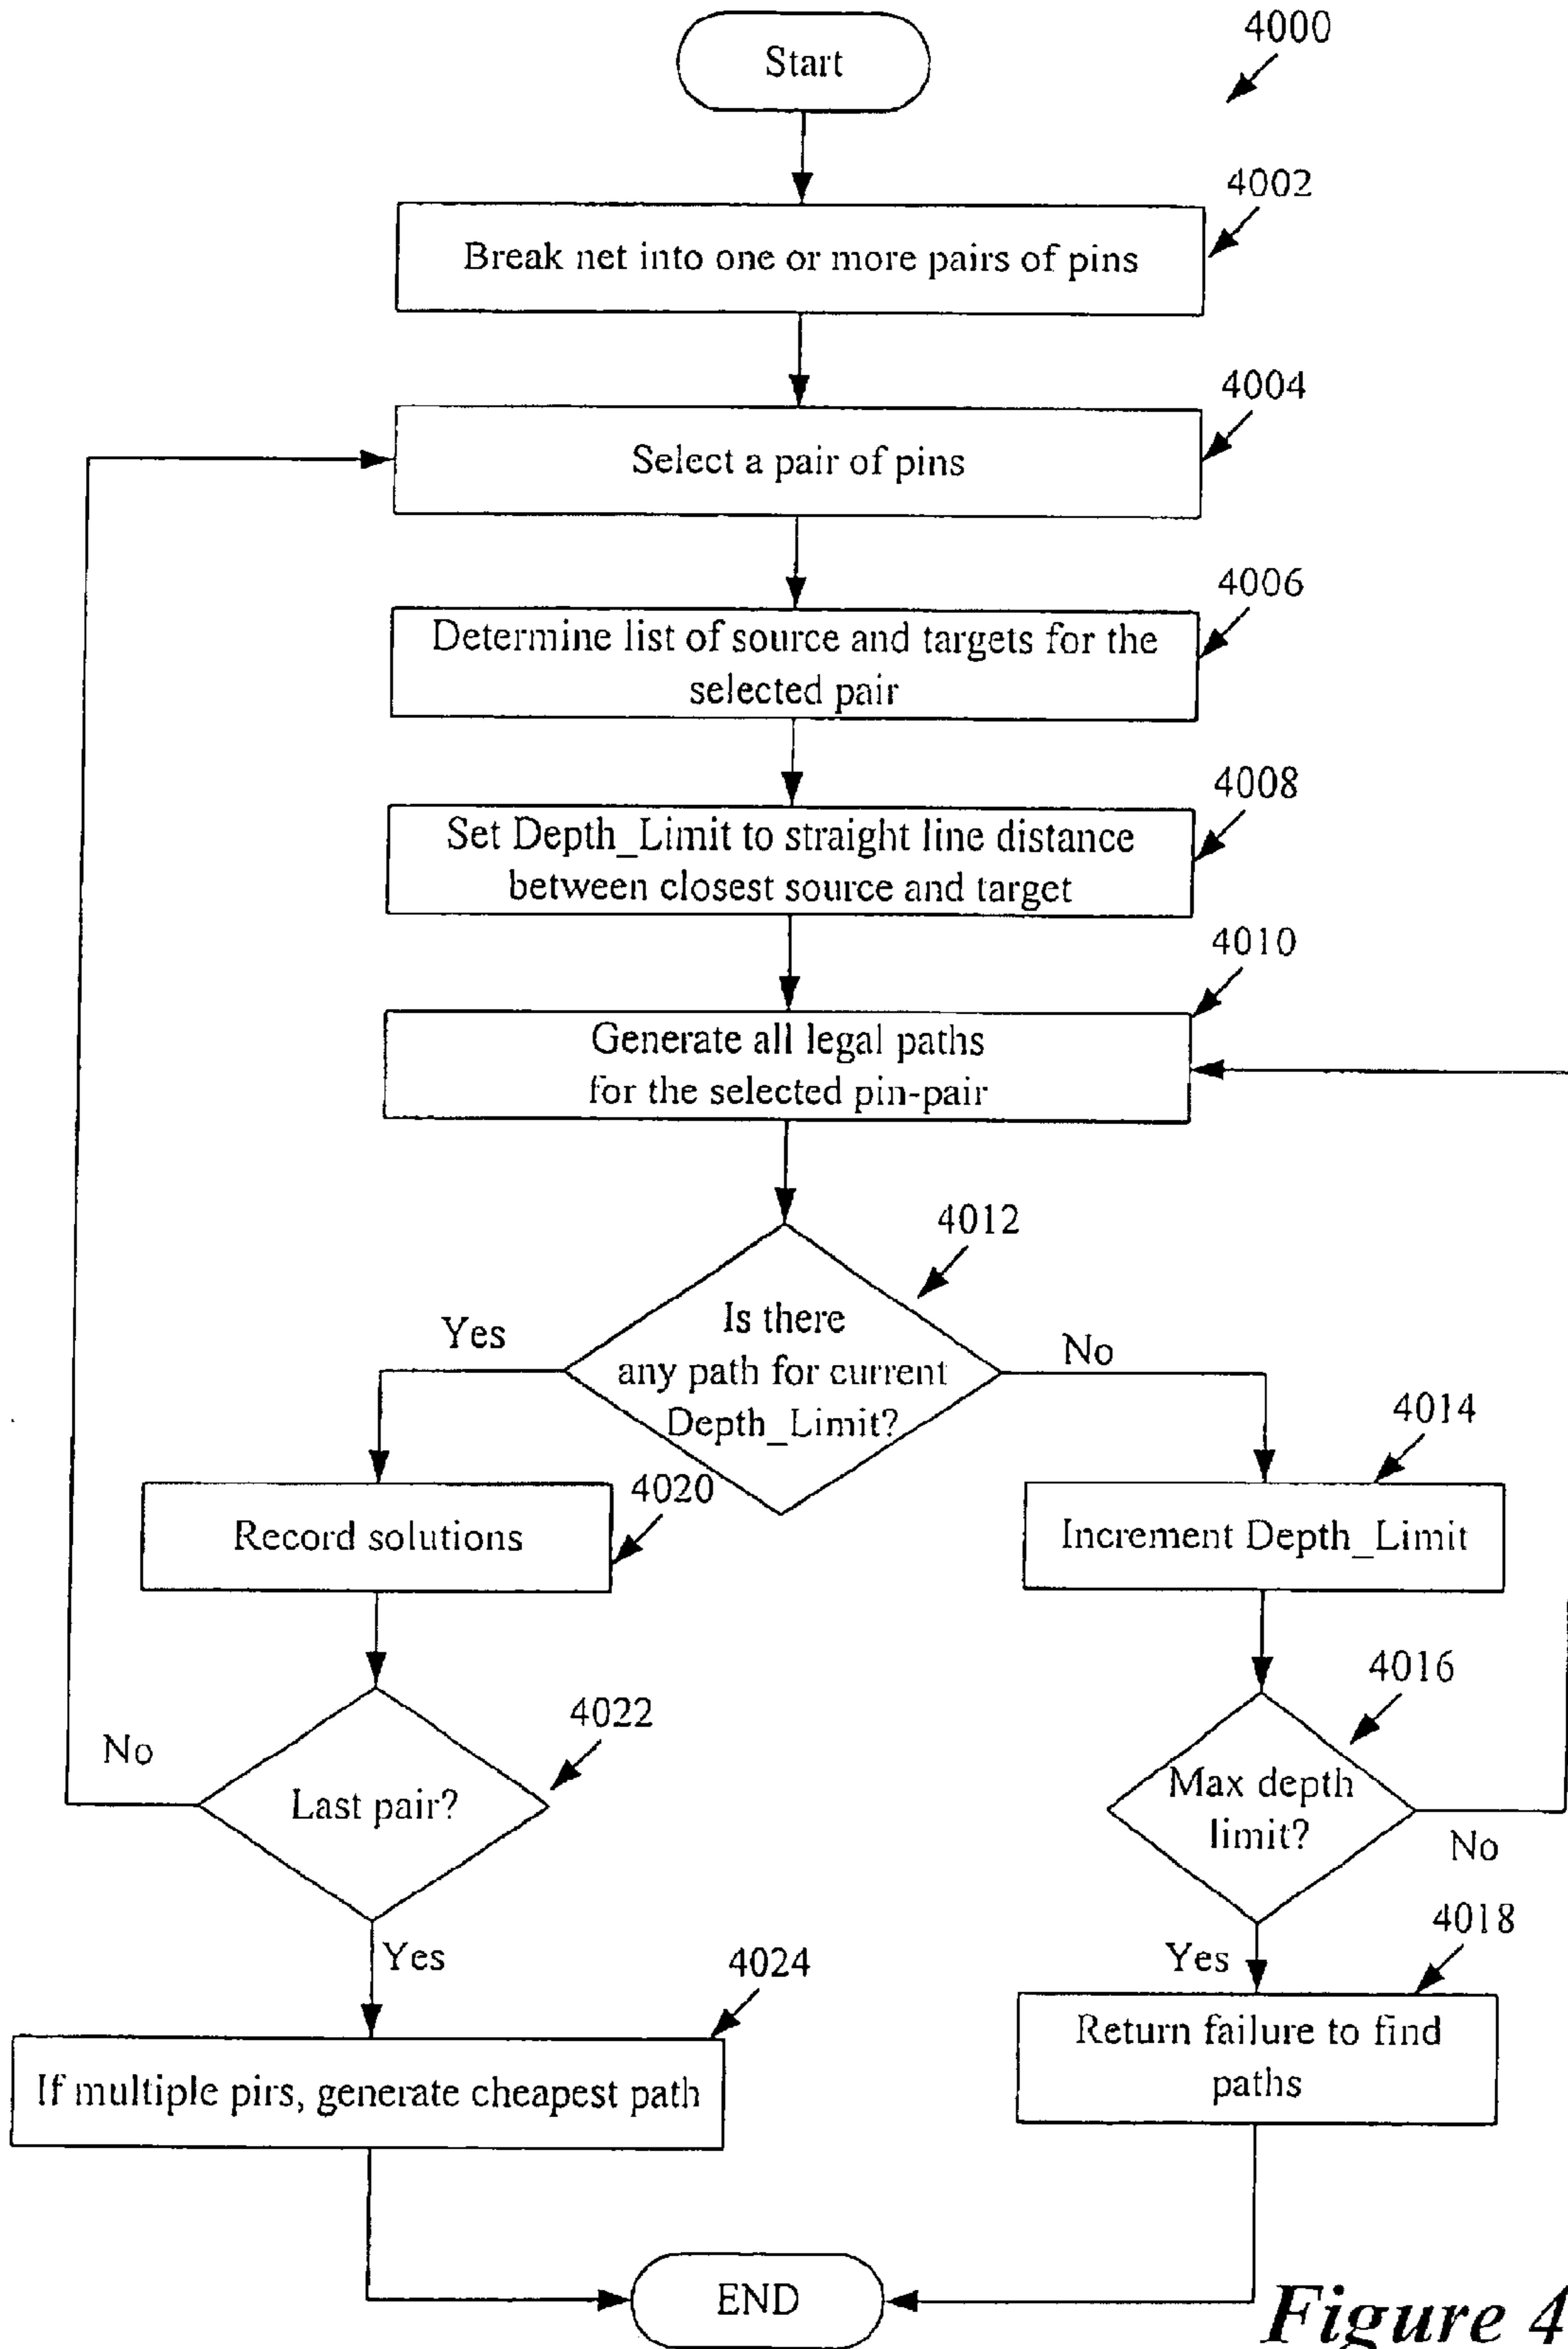 4000
Start
4002
Break net into one or more pairs of pins
4004
Select a pair of pins
4006
Determine list of source and targets for the
selected pair
4008
Set Depth_Limit to straight line distance
between closest source and target
4010
Generate all legal paths
for the selected pin-pair
4012
Is there
any path for current
Depth_Limit?
Yes
No
4014
4020
Record solutions
Increment Depth_Limit
4016
4022
No
Last pair?
Max depth
limit?
No
4018
Yes
Yes
4024
Return failure to find
paths
If multiple pirs, generate cheapest path
END
Figure 4